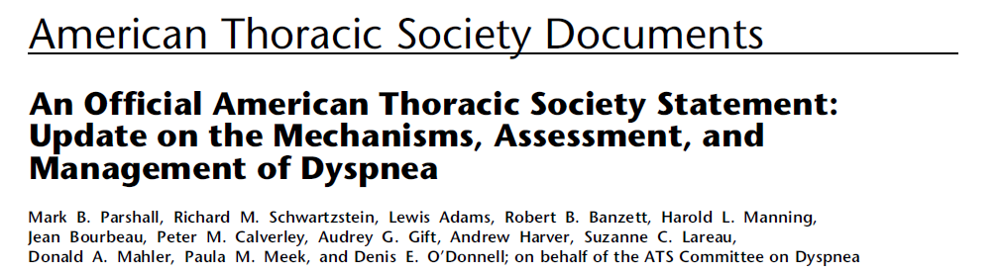 American Thoracic Society Documents
An Official American Thoracic Society Statement:
Update on the Mechanisms, Assessment, and
Management of Dyspnea
Mark B. Parshall, Richard M. Schwartzstein, Lewis Adams, Robert B. Banzett, Harold L. Manning,
Jean Bourbeau, Peter M. Calverley, Audrey G. Gift, Andrew Harver, Suzanne C. Lareau,
Donald A. Mahler, Paula M. Meek, and Denis E. O'Donnell; on behalf of the ATS Committee on Dyspnea